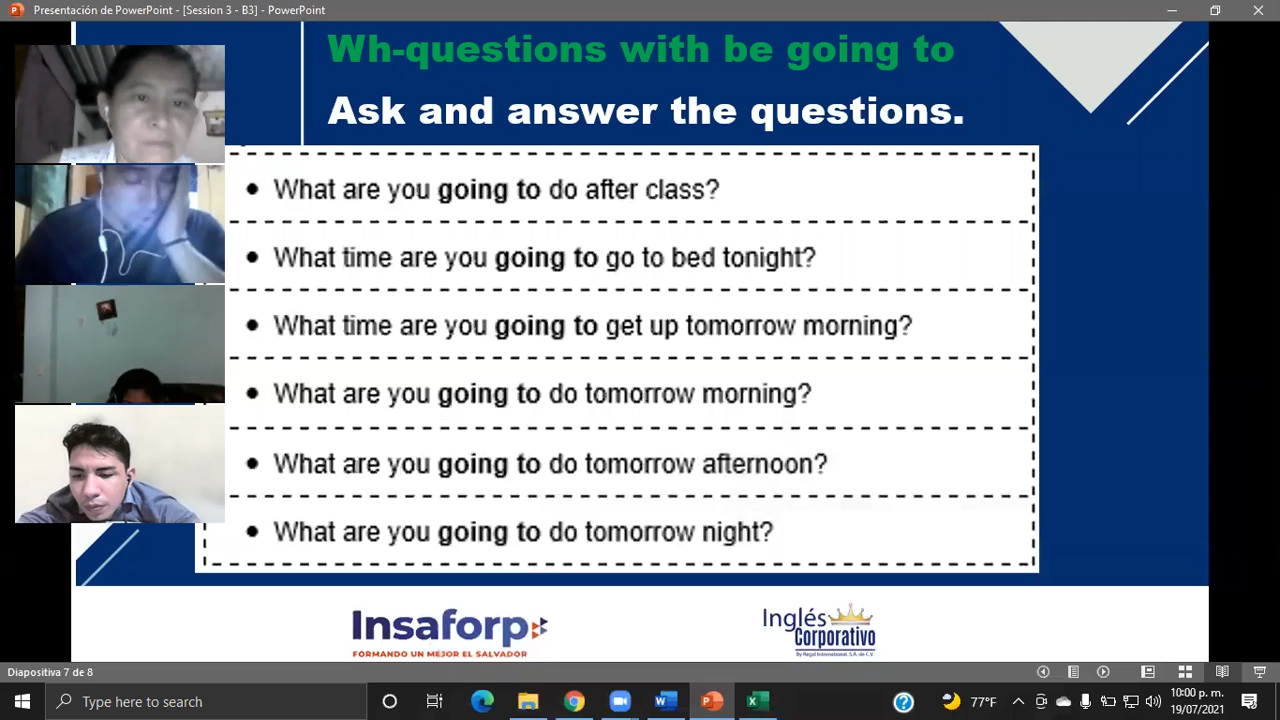 Presentación de PowerPoint - [Session 3 - B3] - PowerPoint
Wh-questions with be going to
Ask and answer the questions.
• What are you going to do after class?
• What time are you going to go to bed tonight?
• What time are you going to get up tomorrow morning?
• What are you going to do tomorrow morning?
• What are you going to do tomorrow afternoon?
• What are you going to do tomorrow night?
Insaforp
FORMANDO UN MEJOR EL SALVADOR
Inglés
Corporativo
By Regal International, S.A. de C.V.
Diapositiva 7 de 8
Type here to search
77°F
10:00 p. m.
19/07/2021